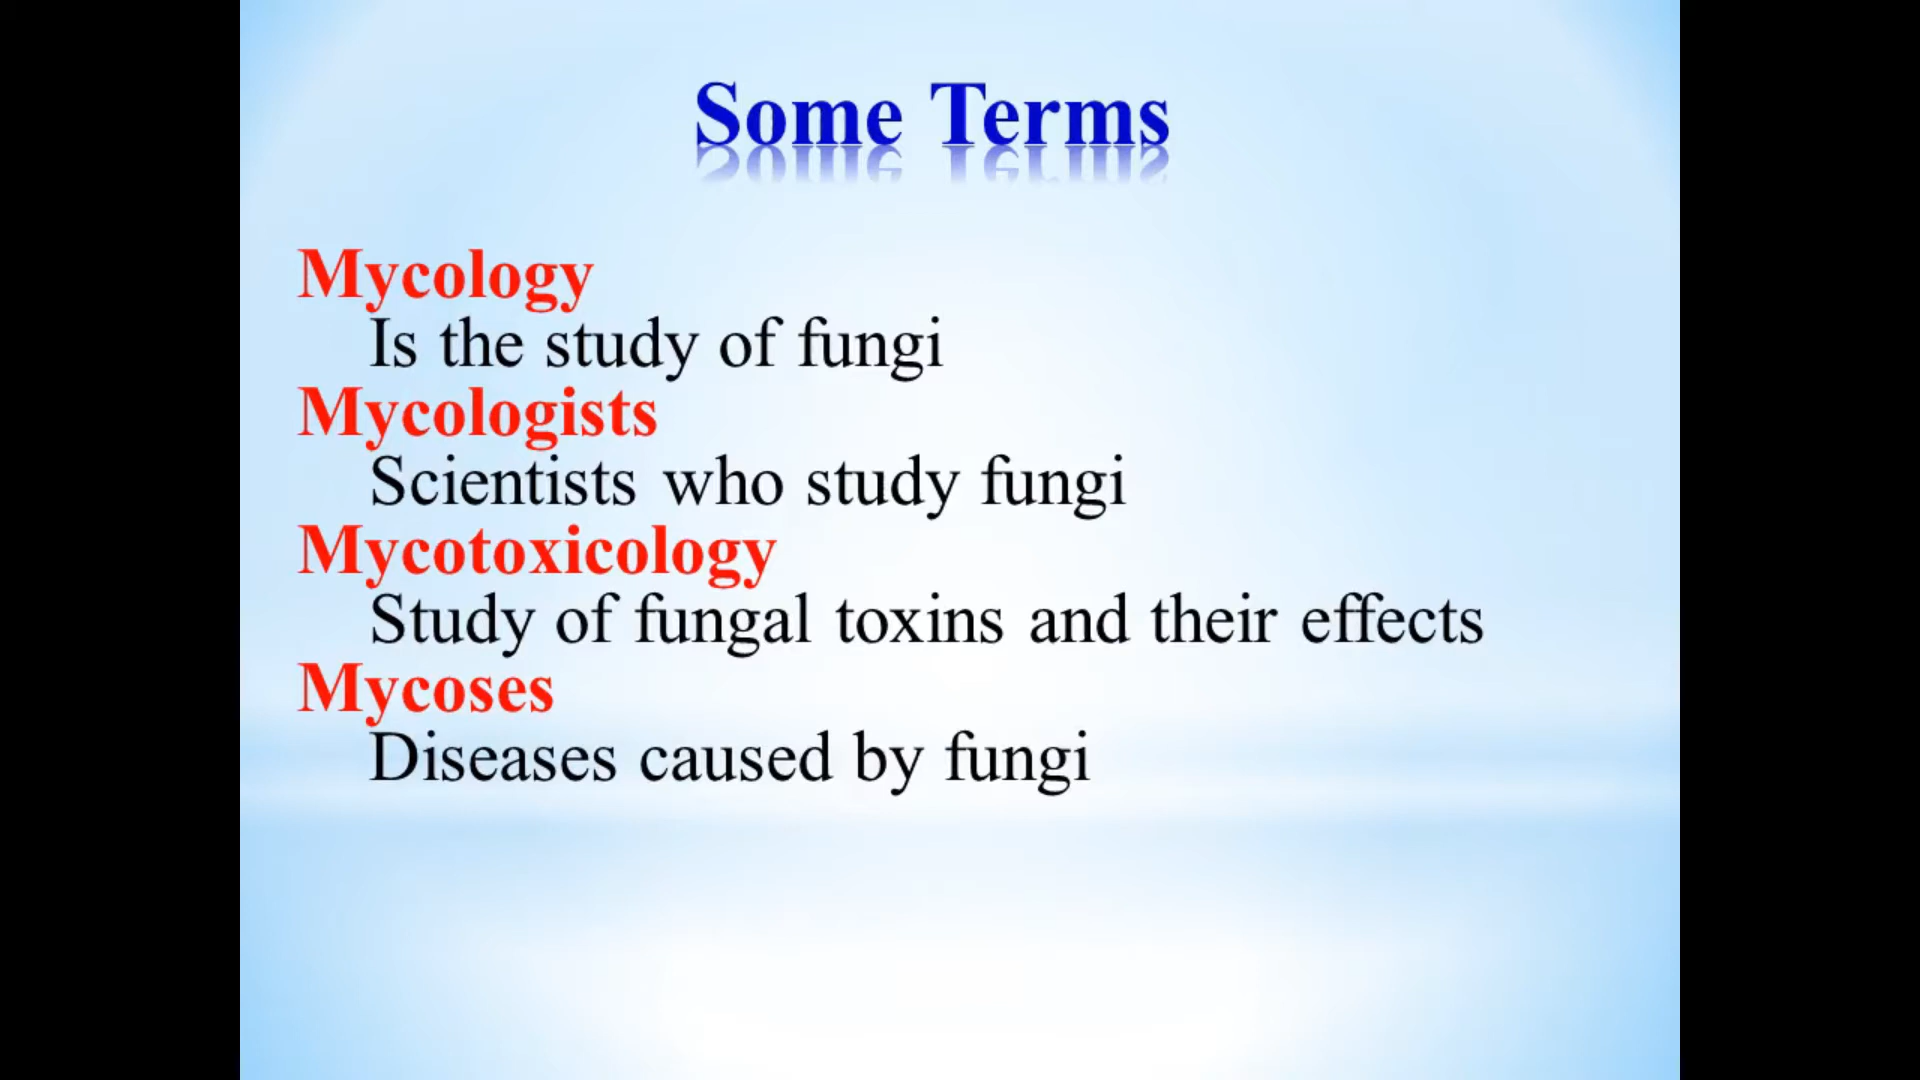 Some Terms
Mycology
Is the study of fungi
Mycologists
Scientists who study fungi
Mycotoxicology
Study of fungal toxins and their effects
Mycoses
Diseases caused by fungi